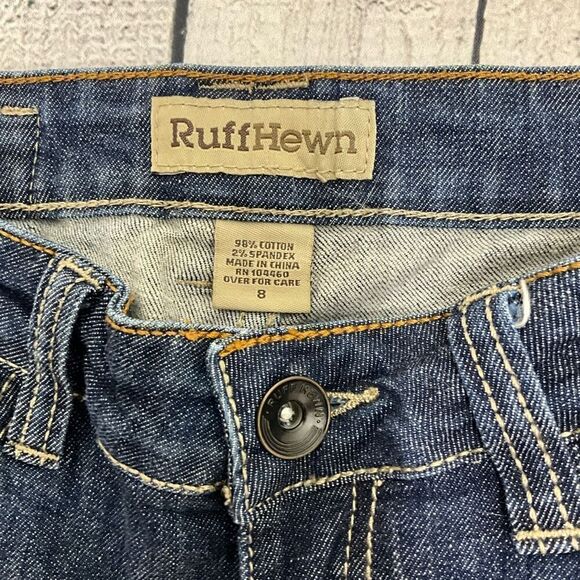 RuffHewn
98% COTTON
2% SPANDEX
MADE IN CHINA
RN 104460
OVER FOR CARE
8